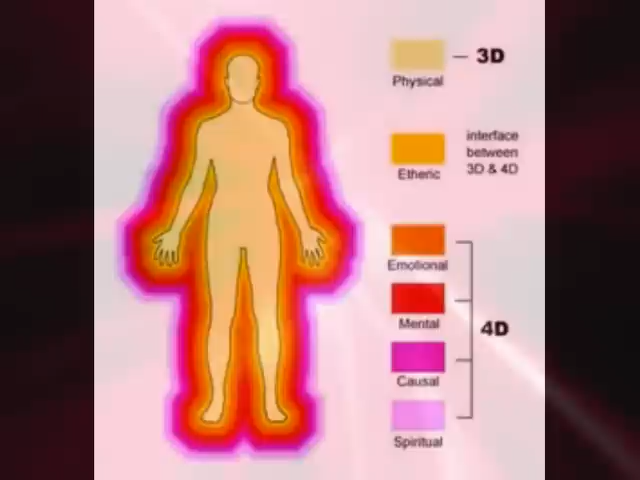 Physical
3D
Etheric
interface
between
3D & 4D
Emotional
Mental
Causal
Spiritual
4D